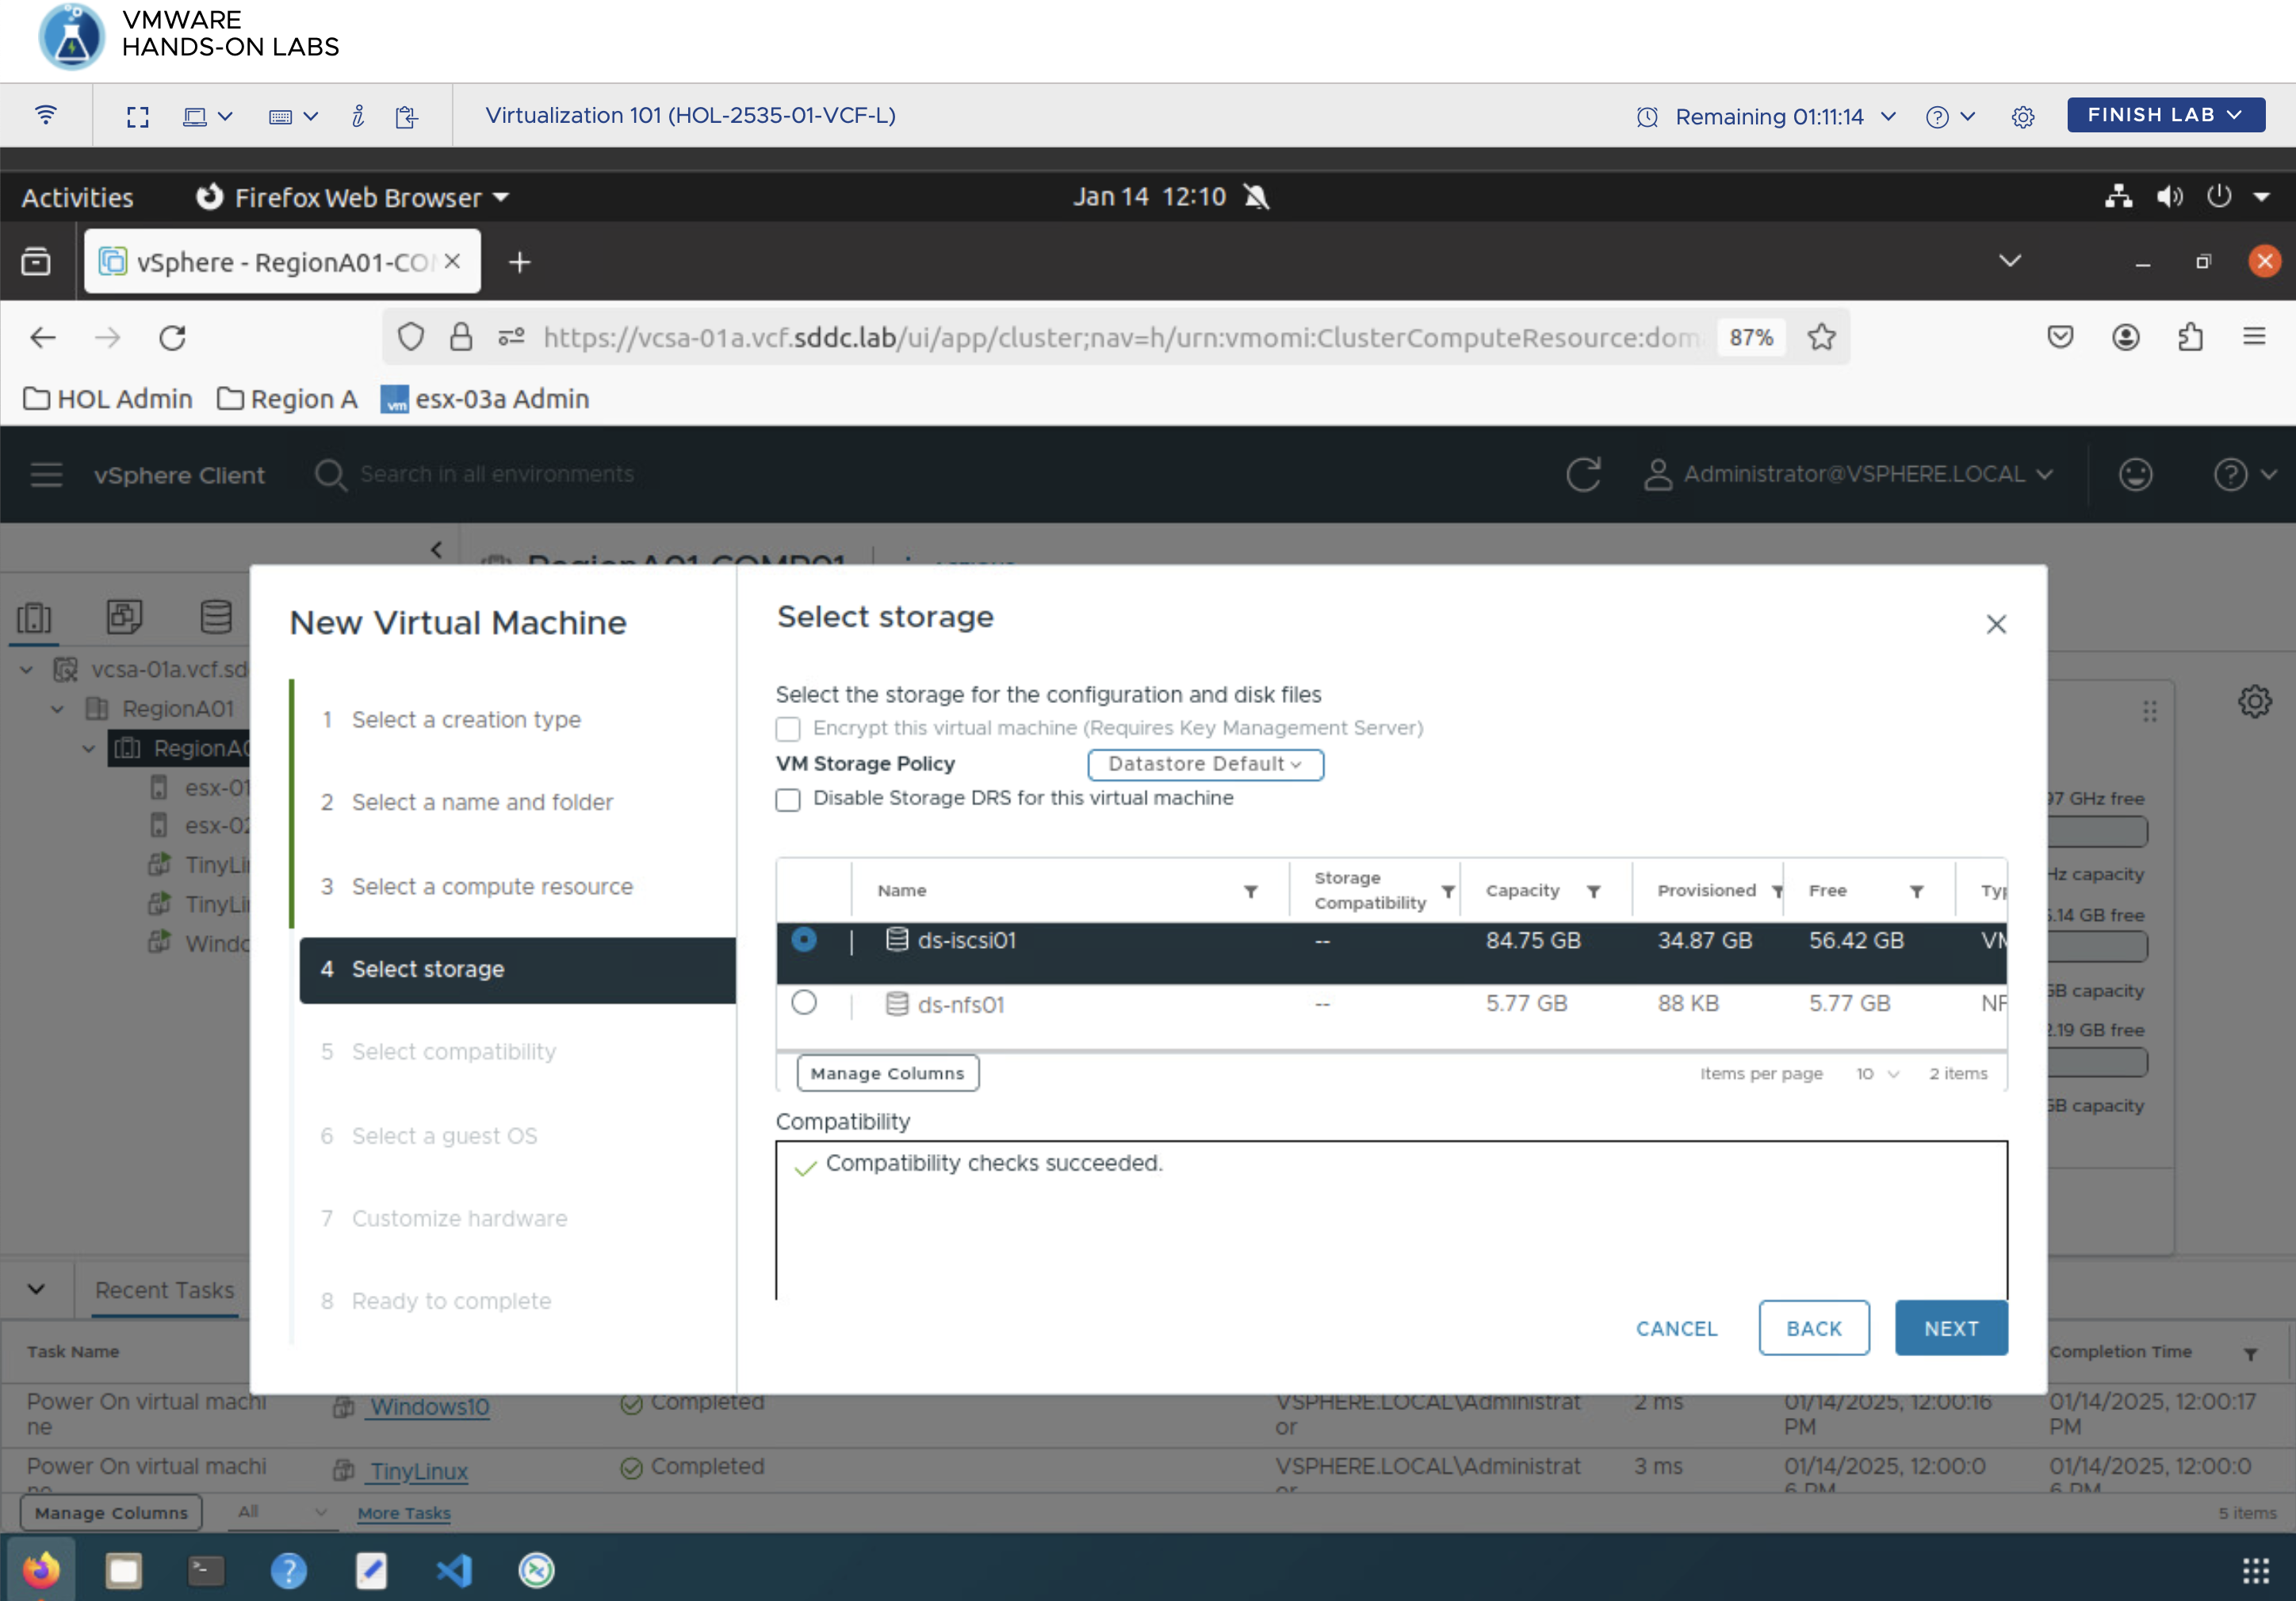 VMWARE
HANDS-ON LABS
Virtualization 101 (HOL-2535-01-VCF-L)
Remaining 01:11:14
FINISH LAB
Activities
Firefox Web Browser
Jan 14 12:10
vSphere - RegionA01-CO
https://vcsa-01a.vcf.sddc.lab/ui/app/cluster;nav=h/urn:vmomi:ClusterComputeResource:dom
87%
HOL Admin
Region A
vm
esx-03a Admin
vSphere Client
Search in all environments
Administrator@VSPHERE.LOCAL
RegionA01-COMP01
ACTIONS
vcsa-01a.vcf.sd
RegionA01
RegionA0
esx-01
esx-02
TinyLi
TinyLi
Windo
New Virtual Machine
1 Select a creation type
2 Select a name and folder
3 Select a compute resource
4 Select storage
5 Select compatibility
6 Select a guest OS
7 Customize hardware
8 Ready to complete
Select storage
Select the storage for the configuration and disk files
Encrypt this virtual machine (Requires Key Management Server)
VM Storage Policy
Datastore Default
Disable Storage DRS for this virtual machine
Name
Storage Compatibility
Capacity
Provisioned
Free
Typ
ds-iscsi01 -- 84.75 GB 34.87 GB 56.42 GB VM
ds-nfs01 -- 5.77 GB 88 KB 5.77 GB NF
Manage Columns
Items per page 10 2 items
Compatibility
Compatibility checks succeeded.
CANCEL
BACK
NEXT
97 GHz free
Hz capacity
5.14 GB free
GB capacity
2.19 GB free
GB capacity
Recent Tasks
Task Name
Completion Time
Power On virtual machine Windows10 Completed VSPHERE.LOCAL\Administrator 2 ms 01/14/2025, 12:00:16 PM 01/14/2025, 12:00:17 PM
Power On virtual machine TinyLinux Completed VSPHERE.LOCAL\Administrator 3 ms 01/14/2025, 12:00:06 PM 01/14/2025, 12:00:06 PM
Manage Columns
All
More Tasks
5 items